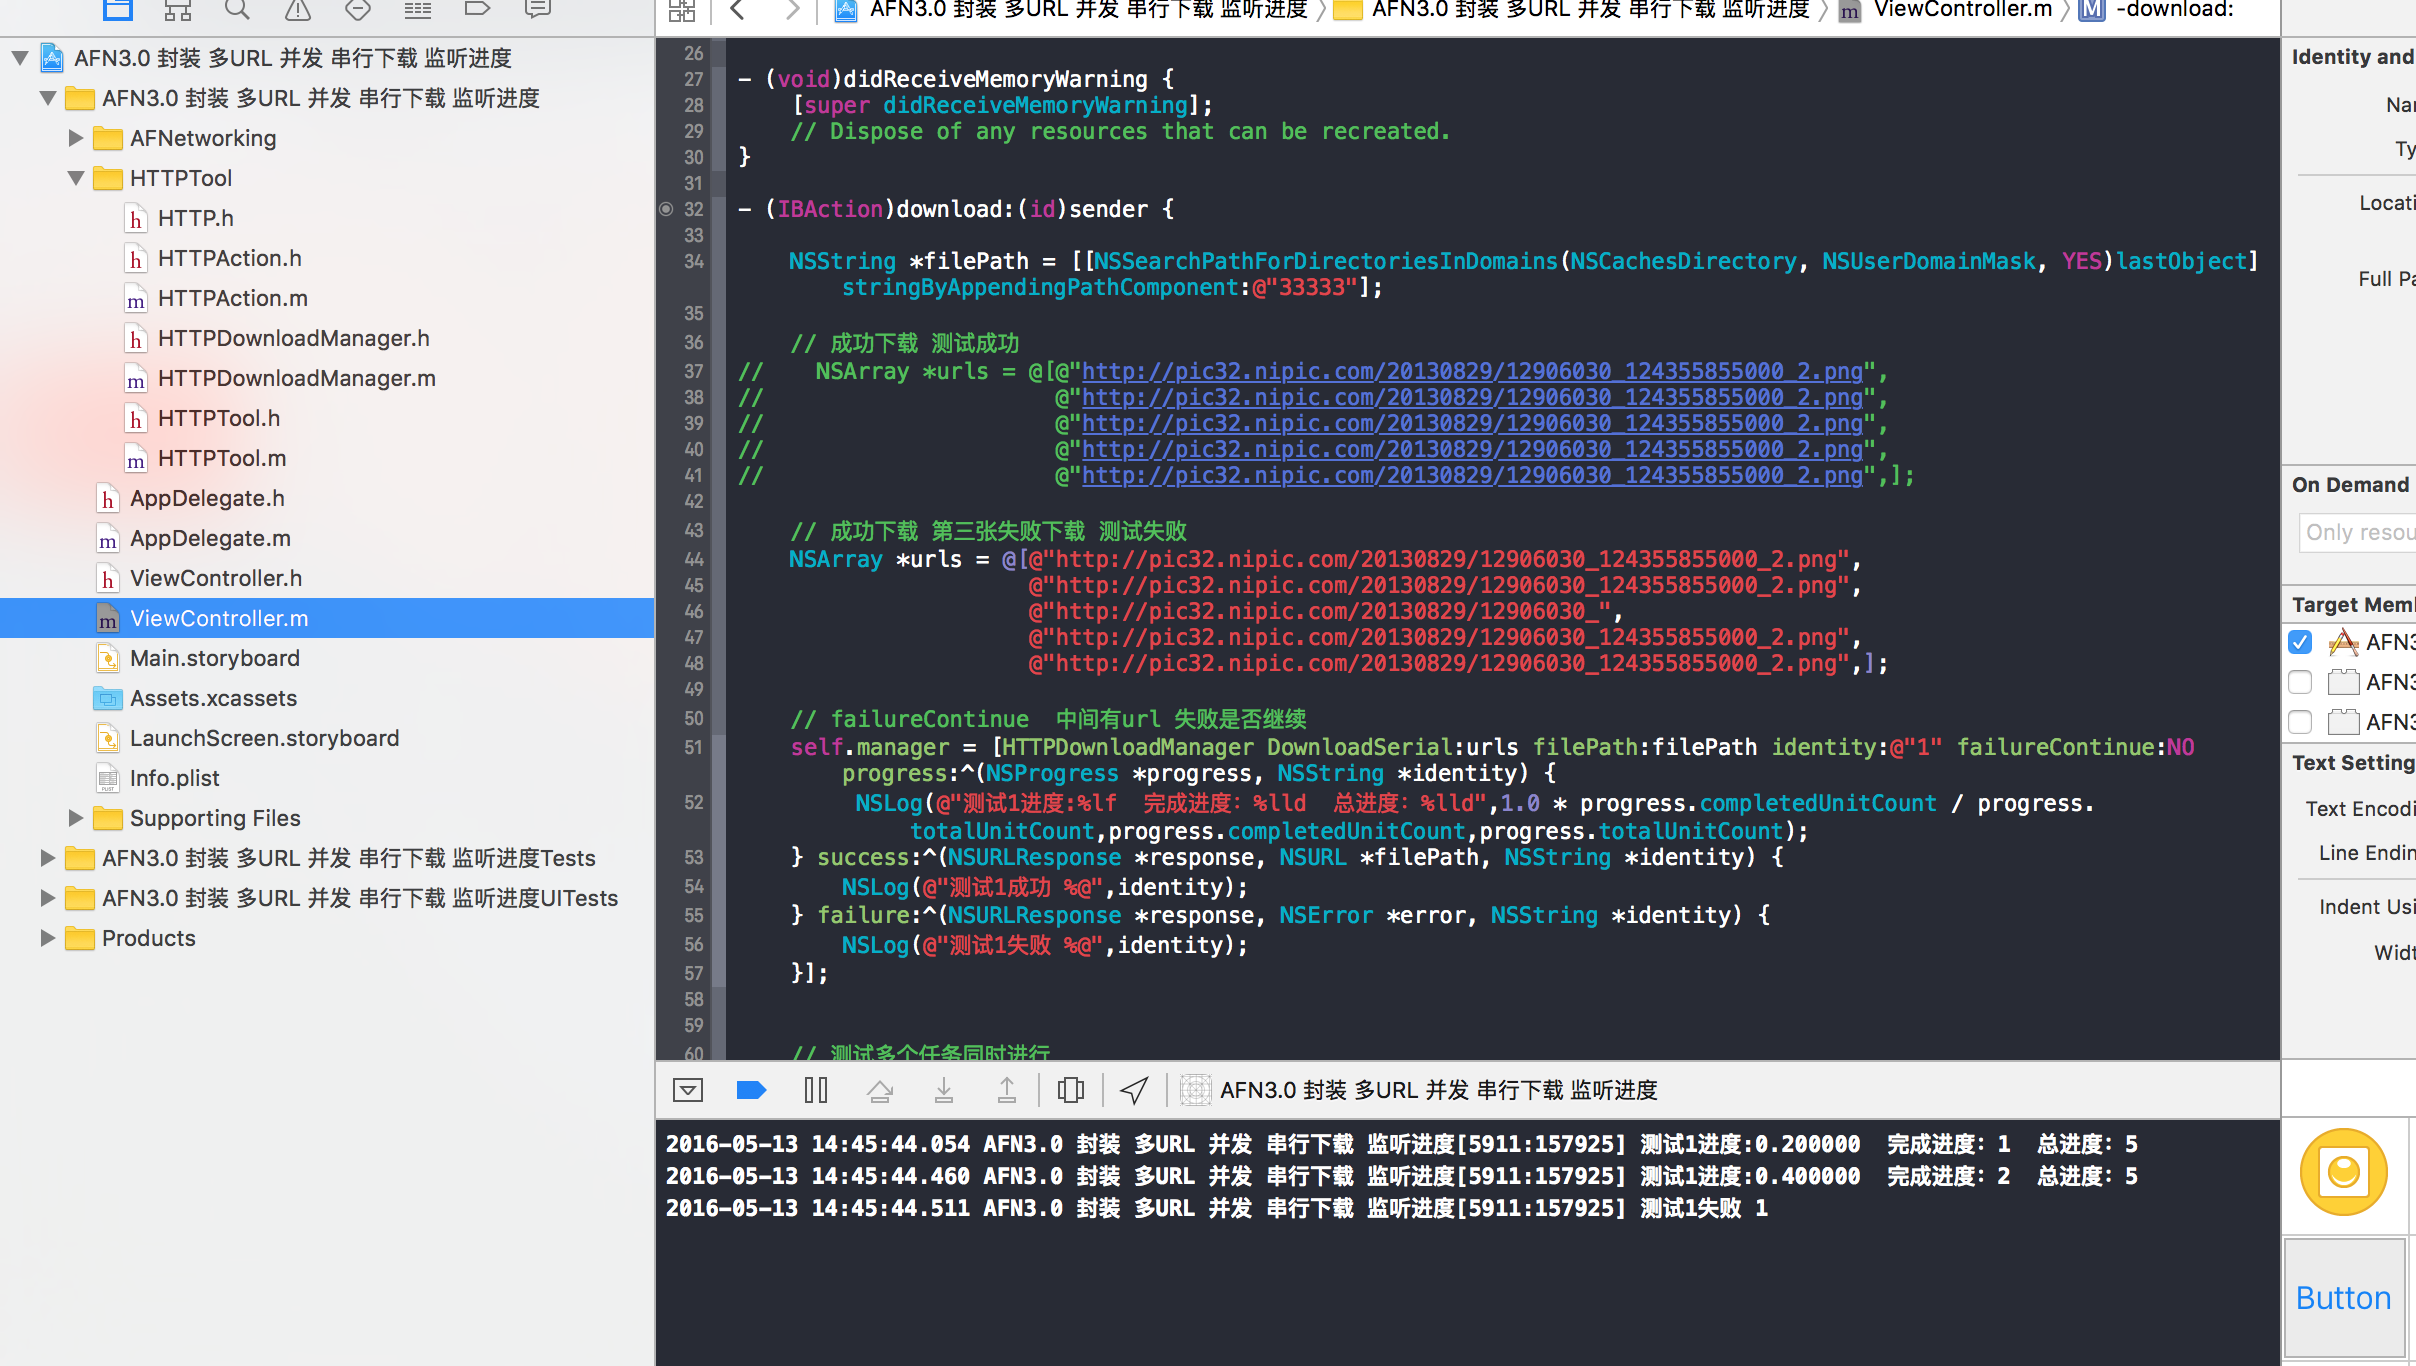 AFN3.0 封装 多URL 并发 串行下载 监听进度
AFN3.0 封装 多URL 并发 串行下载 监听进度
AFNetworking
HTTPTool
HTTP.h
HTTPAction.h
HTTPAction.m
HTTPDownloadManager.h
HTTPDownloadManager.m
HTTPTool.h
HTTPTool.m
AppDelegate.h
AppDelegate.m
ViewController.h
ViewController.m
Main.storyboard
Assets.xcassets
LaunchScreen.storyboard
Info.plist
Supporting Files
AFN3.0 封装 多URL 并发 串行下载 监听进度Tests
AFN3.0 封装 多URL 并发 串行下载 监听进度UITests
Products
AFN3.0 封装 多URL 并发 串行下载 监听进度 AFN3.0 封装 多URL 并发 串行下载 监听进度 m ViewController.m M -download:
26
27 - (void)didReceiveMemoryWarning {
28 [super didReceiveMemoryWarning];
29 // Dispose of any resources that can be recreated.
30 }
31
32 - (IBAction)download:(id)sender {
33
34 NSString *filePath = [[NSSearchPathForDirectoriesInDomains(NSCachesDirectory, NSUserDomainMask, YES)lastObject]
stringByAppendingPathComponent:@"33333"];
35
36 // 成功下载 测试成功
37 // NSArray *urls = @[@"http://pic32.nipic.com/20130829/12906030_124355855000_2.png",
38 // @"http://pic32.nipic.com/20130829/12906030_124355855000_2.png",
39 // @"http://pic32.nipic.com/20130829/12906030_124355855000_2.png",
40 // @"http://pic32.nipic.com/20130829/12906030_124355855000_2.png",
41 // @"http://pic32.nipic.com/20130829/12906030_124355855000_2.png",];
42
43 // 成功下载 第三张失败下载 测试失败
44 NSArray *urls = @[@"http://pic32.nipic.com/20130829/12906030_124355855000_2.png",
45 @"http://pic32.nipic.com/20130829/12906030_124355855000_2.png",
46 @"http://pic32.nipic.com/20130829/12906030_",
47 @"http://pic32.nipic.com/20130829/12906030_124355855000_2.png",
48 @"http://pic32.nipic.com/20130829/12906030_124355855000_2.png",];
49
50 // failureContinue 中间有url 失败是否继续
51 self.manager = [HTTPDownloadManager DownloadSerial:urls filePath:filePath identity:@"1" failureContinue:NO
progress:^(NSProgress *progress, NSString *identity) {
52 NSLog(@"测试1进度:%lf 完成进度: %lld 总进度: %lld",1.0 * progress.completedUnitCount / progress.
totalUnitCount,progress.completedUnitCount,progress.totalUnitCount);
53 } success:^(NSURLResponse *response, NSURL *filePath, NSString *identity) {
54 NSLog(@"测试1成功 %@",identity);
55 } failure:^(NSURLResponse *response, NSError *error, NSString *identity) {
56 NSLog(@"测试1失败 %@",identity);
57 }];
58
59
60 // 测试多个任务同时进行
AFN3.0 封装 多URL 并发 串行下载 监听进度
2016-05-13 14:45:44.054 AFN3.0 封装 多URL 并发 串行下载 监听进度[5911:157925] 测试1进度:0.200000 完成进度: 1 总进度: 5
2016-05-13 14:45:44.460 AFN3.0 封装 多URL 并发 串行下载 监听进度[5911:157925] 测试1进度:0.400000 完成进度: 2 总进度: 5
2016-05-13 14:45:44.511 AFN3.0 封装 多URL 并发 串行下载 监听进度[5911:157925] 测试1失败 1
Identity and
Nam
Ty
Locati
Full Pa
On Demand
Only resou
Target Meml
AFN3
AFN3
AFN3
Text Setting
Text Encodi
Line Endin
Indent Usi
Widt
Button